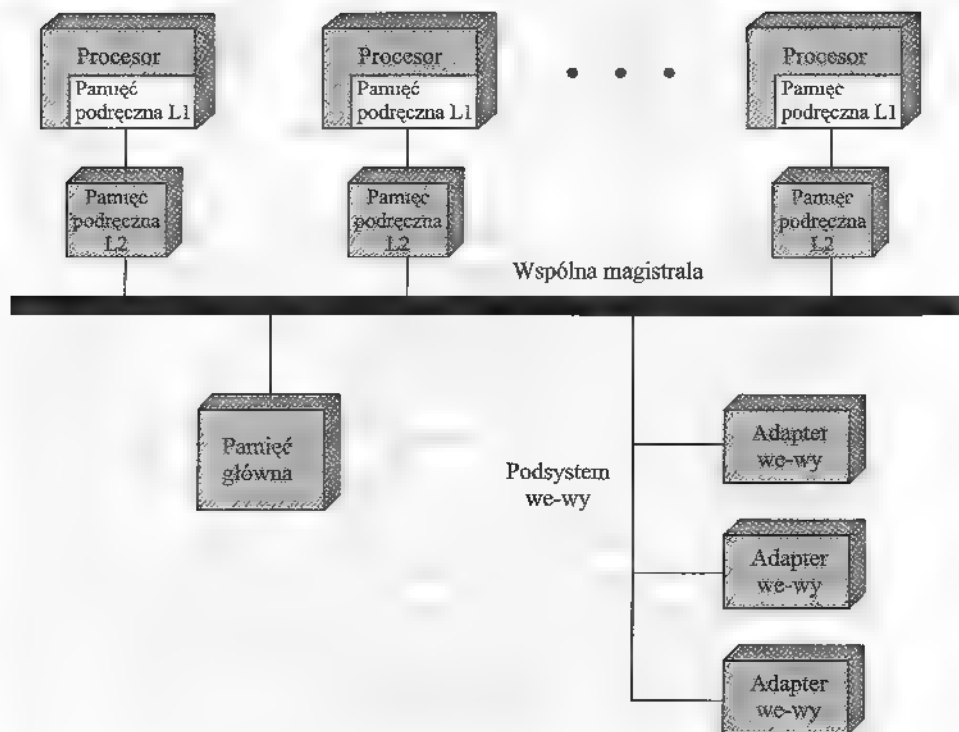 Procesor
Pamięć
podręczna L1
Procesor
Pamięć
podręczna L1
Procesor
Pamięć
podręczna L1
Pamięć
podręczna
L2
Pamięć
podręczna
L2
Pamięć
podręczna
L2
Wspólna magistrala
Pamięć
główna
Podsystem
we-wy
Adapter
we-wy
Adapter
we-wy
Adapter
we-wy